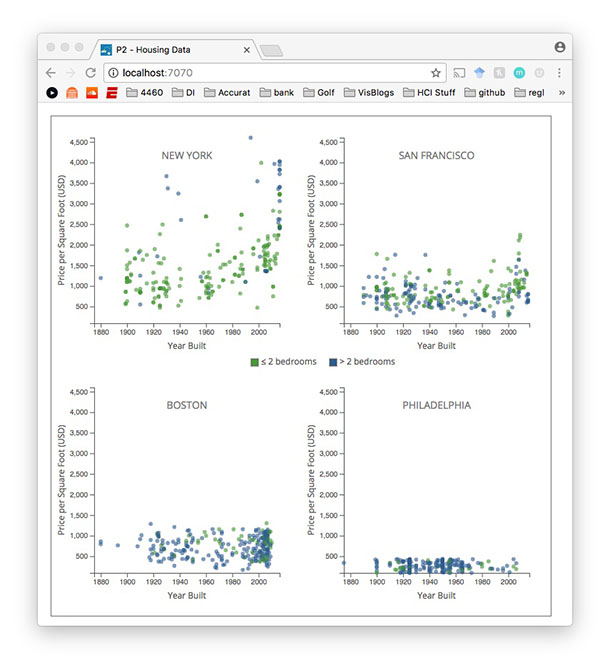 P2 - Housing Data
localhost:7070
4460 DI Accurat bank Golf VisBlogs HCI Stuff github regl »
NEW YORK
4,500
4,000
3,500
3,000
2,500
2,000
1,500
1,000
500
Price per Square Foot (USD)
1880 1900 1920 1940 1960 1980 2000
Year Built
SAN FRANCISCO
4,500
4,000
3,500
3,000
2,500
2,000
1,500
1,000
500
Price per Square Foot (USD)
1880 1900 1920 1940 1960 1980 2000
Year Built
≤ 2 bedrooms > 2 bedrooms
BOSTON
4,500
4,000
3,500
3,000
2,500
2,000
1,500
1,000
500
Price per Square Foot (USD)
1880 1900 1920 1940 1960 1980 2000
Year Built
PHILADELPHIA
4,500
4,000
3,500
3,000
2,500
2,000
1,500
1,000
500
Price per Square Foot (USD)
1880 1900 1920 1940 1960 1980 2000
Year Built